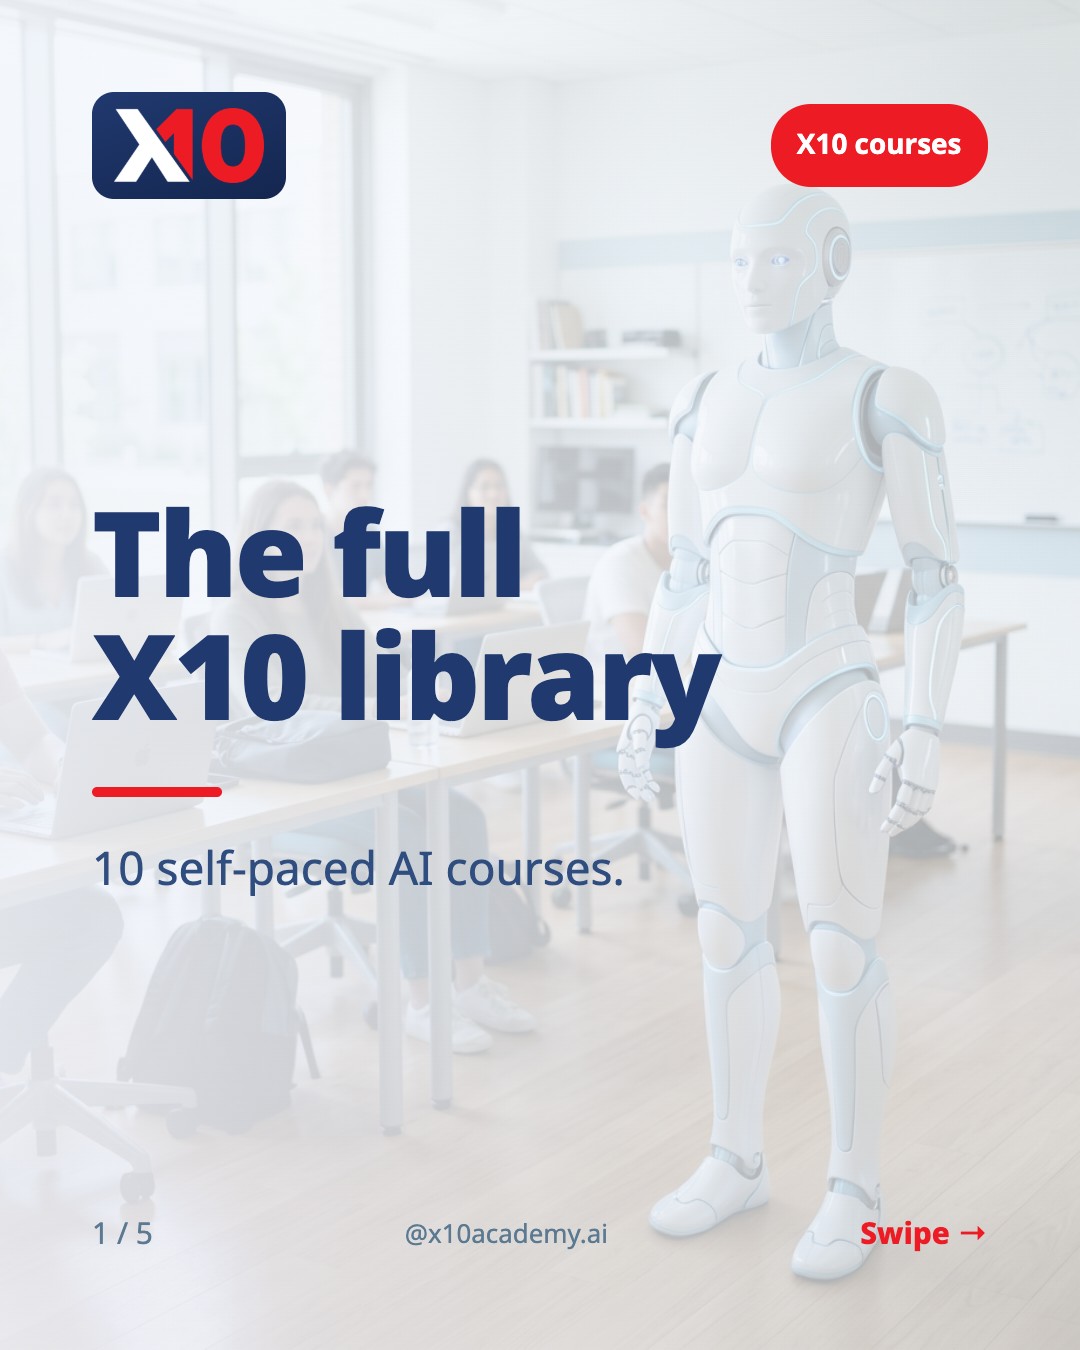 X10
X10 courses
The full
X10 library
10 self-paced AI courses.
1 / 5
@x10academy.ai
Swipe →